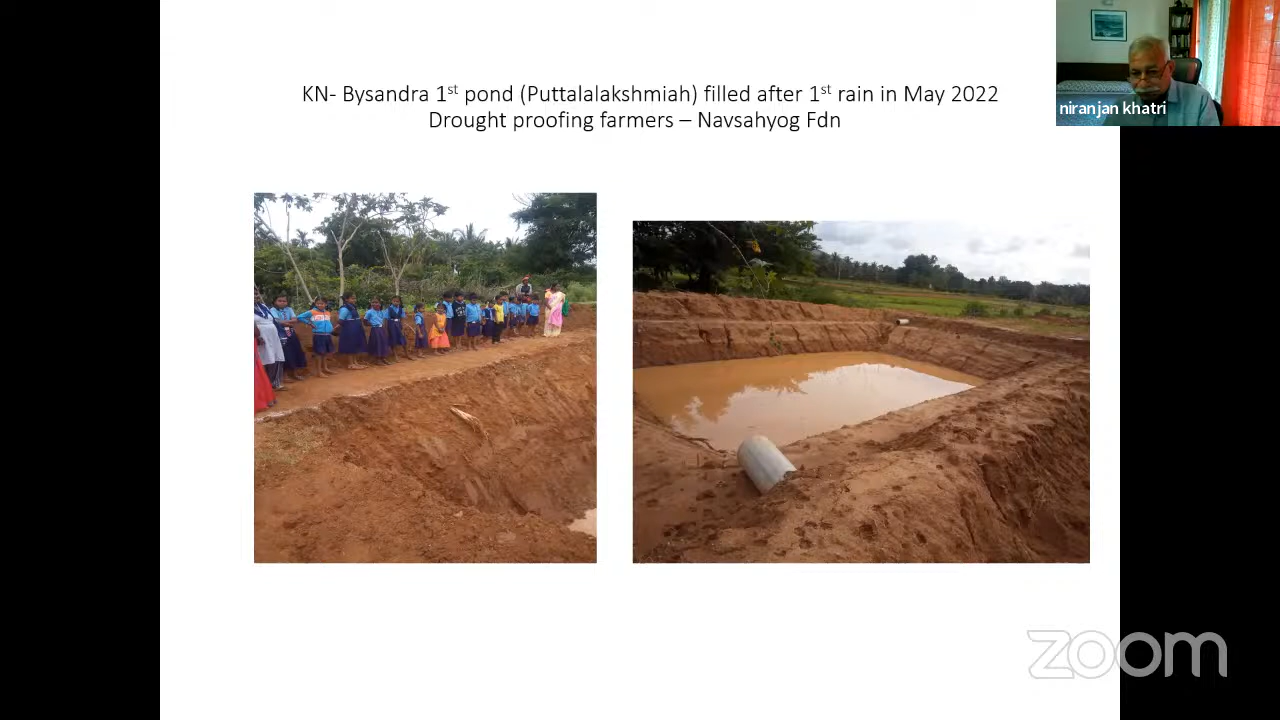 KN- Bysandra 1st pond (Puttalalakshmiah) filled after 1st rain in May 2022
Drought proofing farmers – Navsahyog Fdn
niranjan khatri
zoom